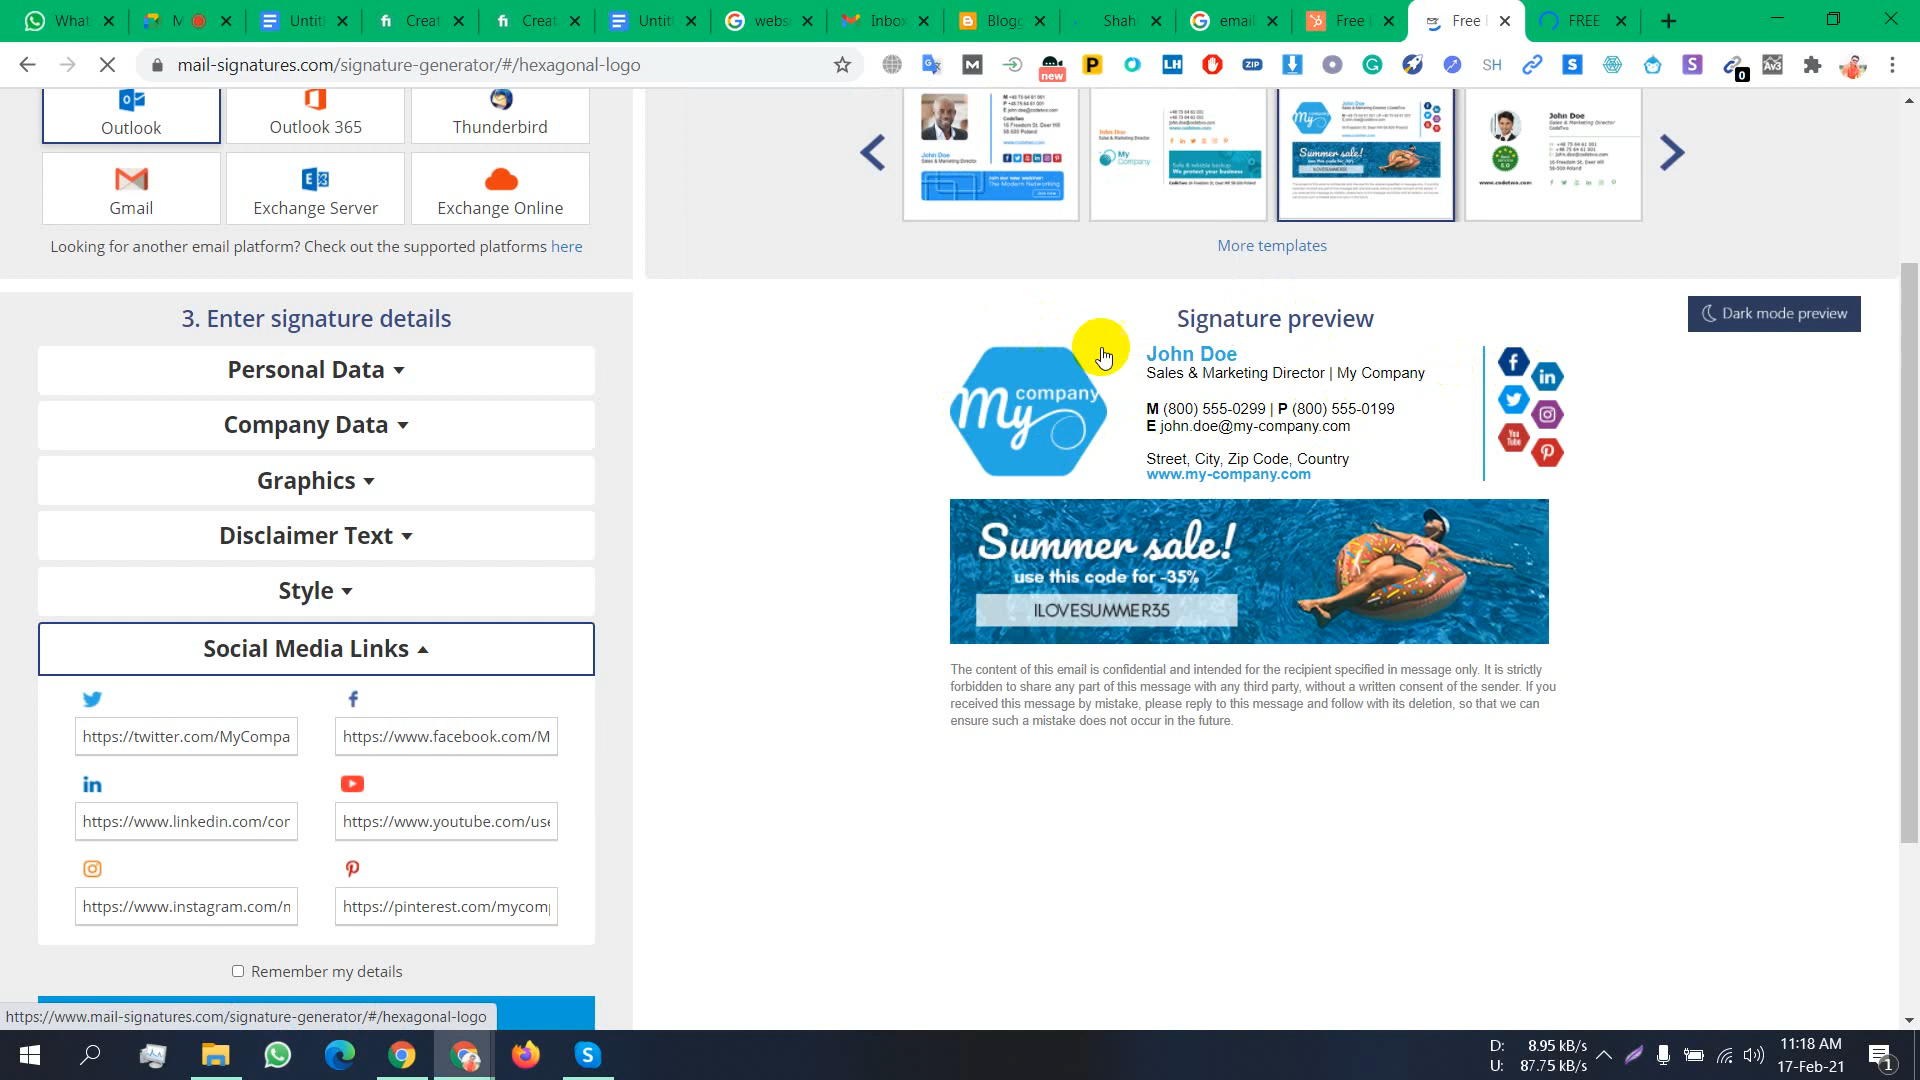 What
M
Untit
Creat
Creat
Untit
webs
Inbox
Blogg
Shah
email
Free
Free
FREE
mail-signatures.com/signature-generator/#/hexagonal-logo
new
ZIP
SH
0
Outlook
Outlook 365
Thunderbird
Gmail
Exchange Server
Exchange Online
Looking for another email platform? Check out the supported platforms here
More templates
3. Enter signature details
Personal Data
Company Data
Graphics
Disclaimer Text
Style
Social Media Links
https://twitter.com/MyCompa
https://www.facebook.com/M
https://www.linkedin.com/cor
https://www.youtube.com/use
https://www.instagram.com/n
https://pinterest.com/mycomp
Remember my details
https://www.mail-signatures.com/signature-generator/#/hexagonal-logo
Signature preview
Dark mode preview
My company
John Doe
Sales & Marketing Director | My Company
M (800) 555-0299 | P (800) 555-0199
E john.doe@my-company.com
Street, City, Zip Code, Country
www.my-company.com
Summer sale!
use this code for -35%
ILOVESUMMER35
The content of this email is confidential and intended for the recipient specified in message only. It is strictly
forbidden to share any part of this message with any third party, without a written consent of the sender. If you
received this message by mistake, please reply to this message and follow with its deletion, so that we can
ensure such a mistake does not occur in the future.
D: 8.95 kB/s
U: 87.75 kB/s
11:18 AM
17-Feb-21
1